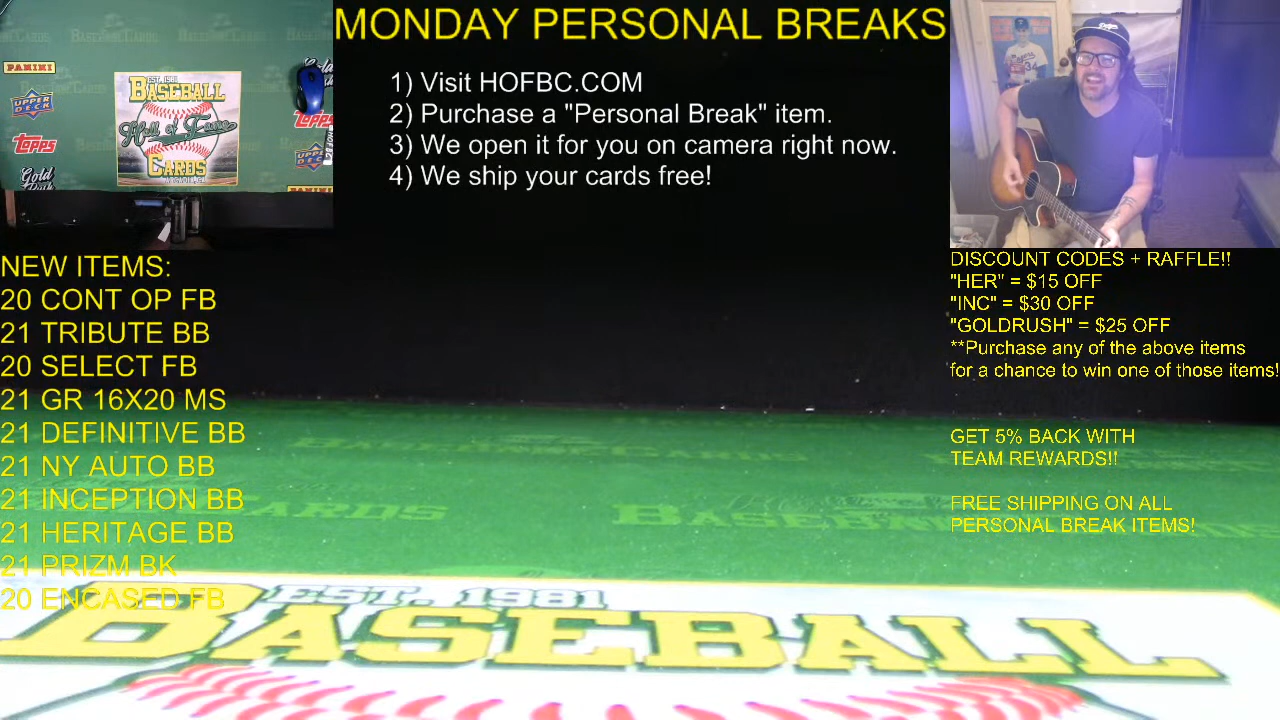 MONDAY PERSONAL BREAKS
1) Visit HOFBC.COM
2) Purchase a "Personal Break" item.
3) We open it for you on camera right now.
4) We ship your cards free!
PANINI
UPPER DECK
Topps
Gold Rush
EST. 1981
BASEBALL
Hall of Fame
CARDS
34
NEW ITEMS:
20 CONT OP FB
21 TRIBUTE BB
20 SELECT FB
21 GR 16X20 MS
21 DEFINITIVE BB
21 NY AUTO BB
21 INCEPTION BB
21 HERITAGE BB
21 PRIZM BK
20 ENCASED FB
DISCOUNT CODES + RAFFLE!!
"HER" = $15 OFF
"INC" = $30 OFF
"GOLDRUSH" = $25 OFF
**Purchase any of the above items
for a chance to win one of those items!
GET 5% BACK WITH
TEAM REWARDS!!
FREE SHIPPING ON ALL
PERSONAL BREAK ITEMS!
EST. 1981
BASEBALL